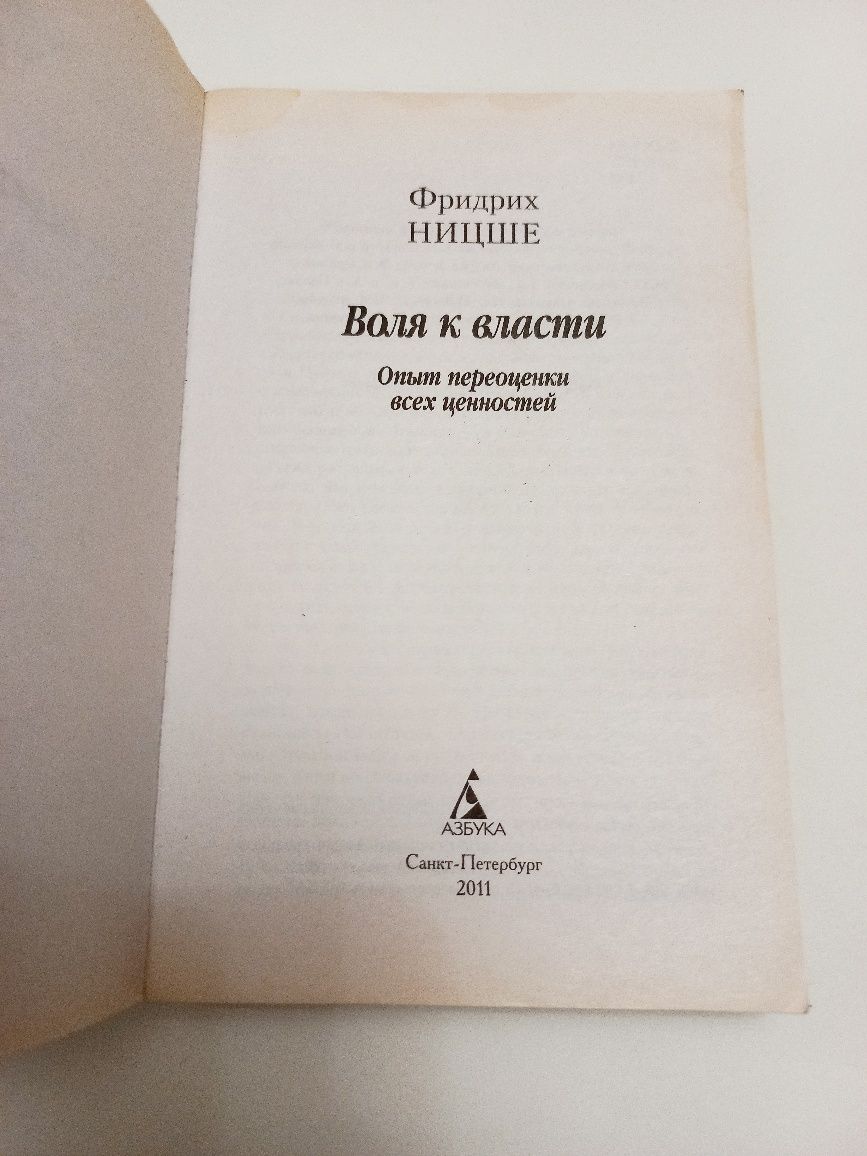 Фридрих
НИЦШЕ
Воля к власти
Опыт переоценки
всех ценностей
АЗБУКА
Санкт-Петербург
2011